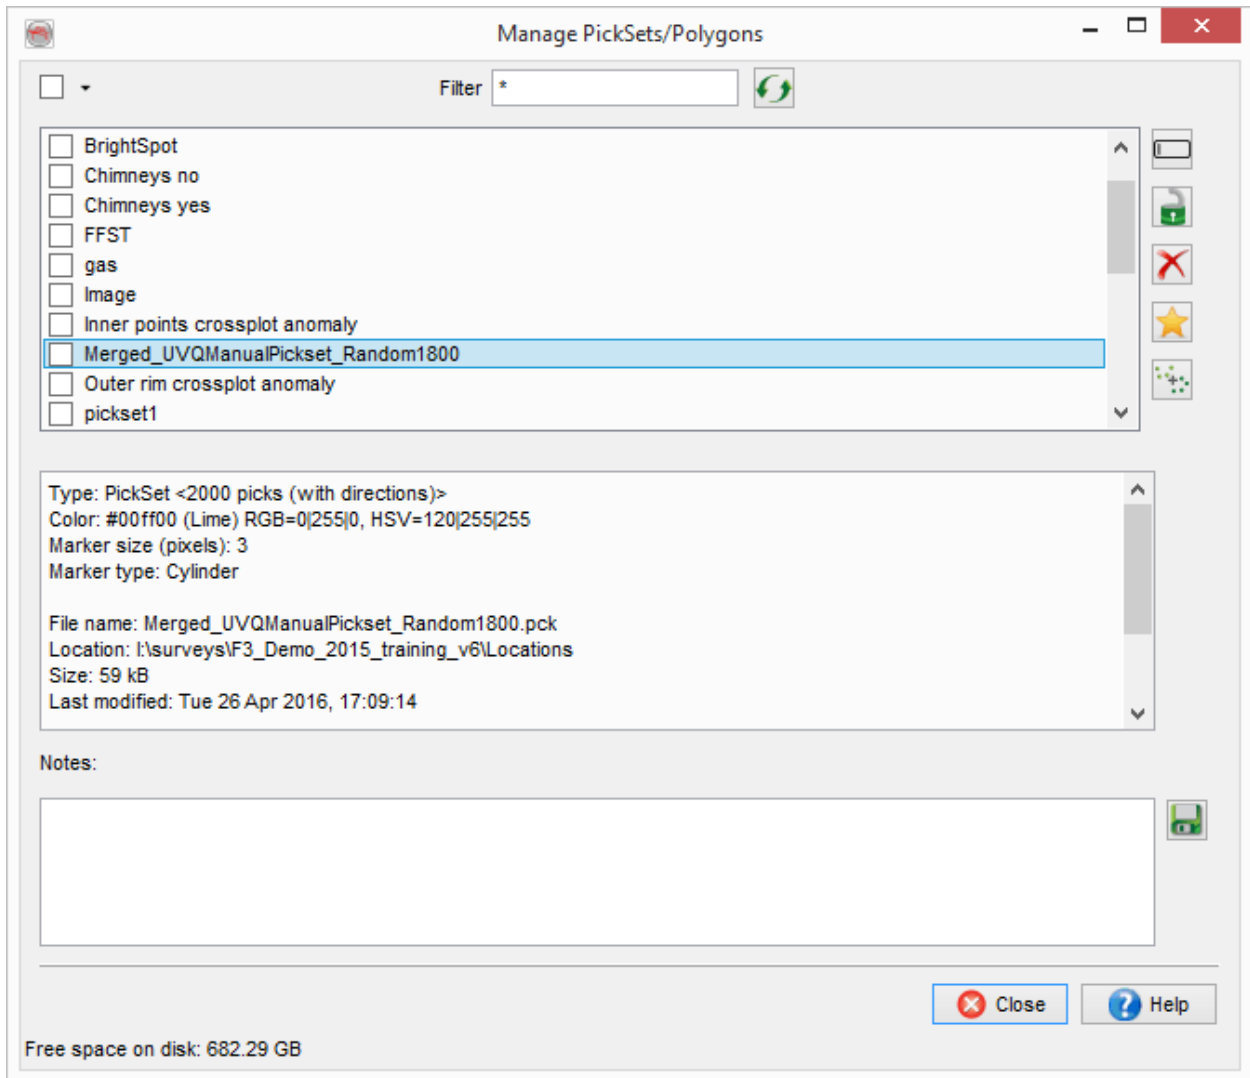 Manage PickSets/Polygons
Filter *
BrightSpot
Chimneys no
Chimneys yes
FFST
gas
Image
Inner points crossplot anomaly
Merged_UVQManualPickset_Random1800
Outer rim crossplot anomaly
pickset1
Type: PickSet <2000 picks (with directions)>
Color: #00ff00 (Lime) RGB=0|255|0, HSV=120|255|255
Marker size (pixels): 3
Marker type: Cylinder
File name: Merged_UVQManualPickset_Random1800.pck
Location: I:\surveys\F3_Demo_2015_training_v6\Locations
Size: 59 kB
Last modified: Tue 26 Apr 2016, 17:09:14
Notes:
Close Help
Free space on disk: 682.29 GB